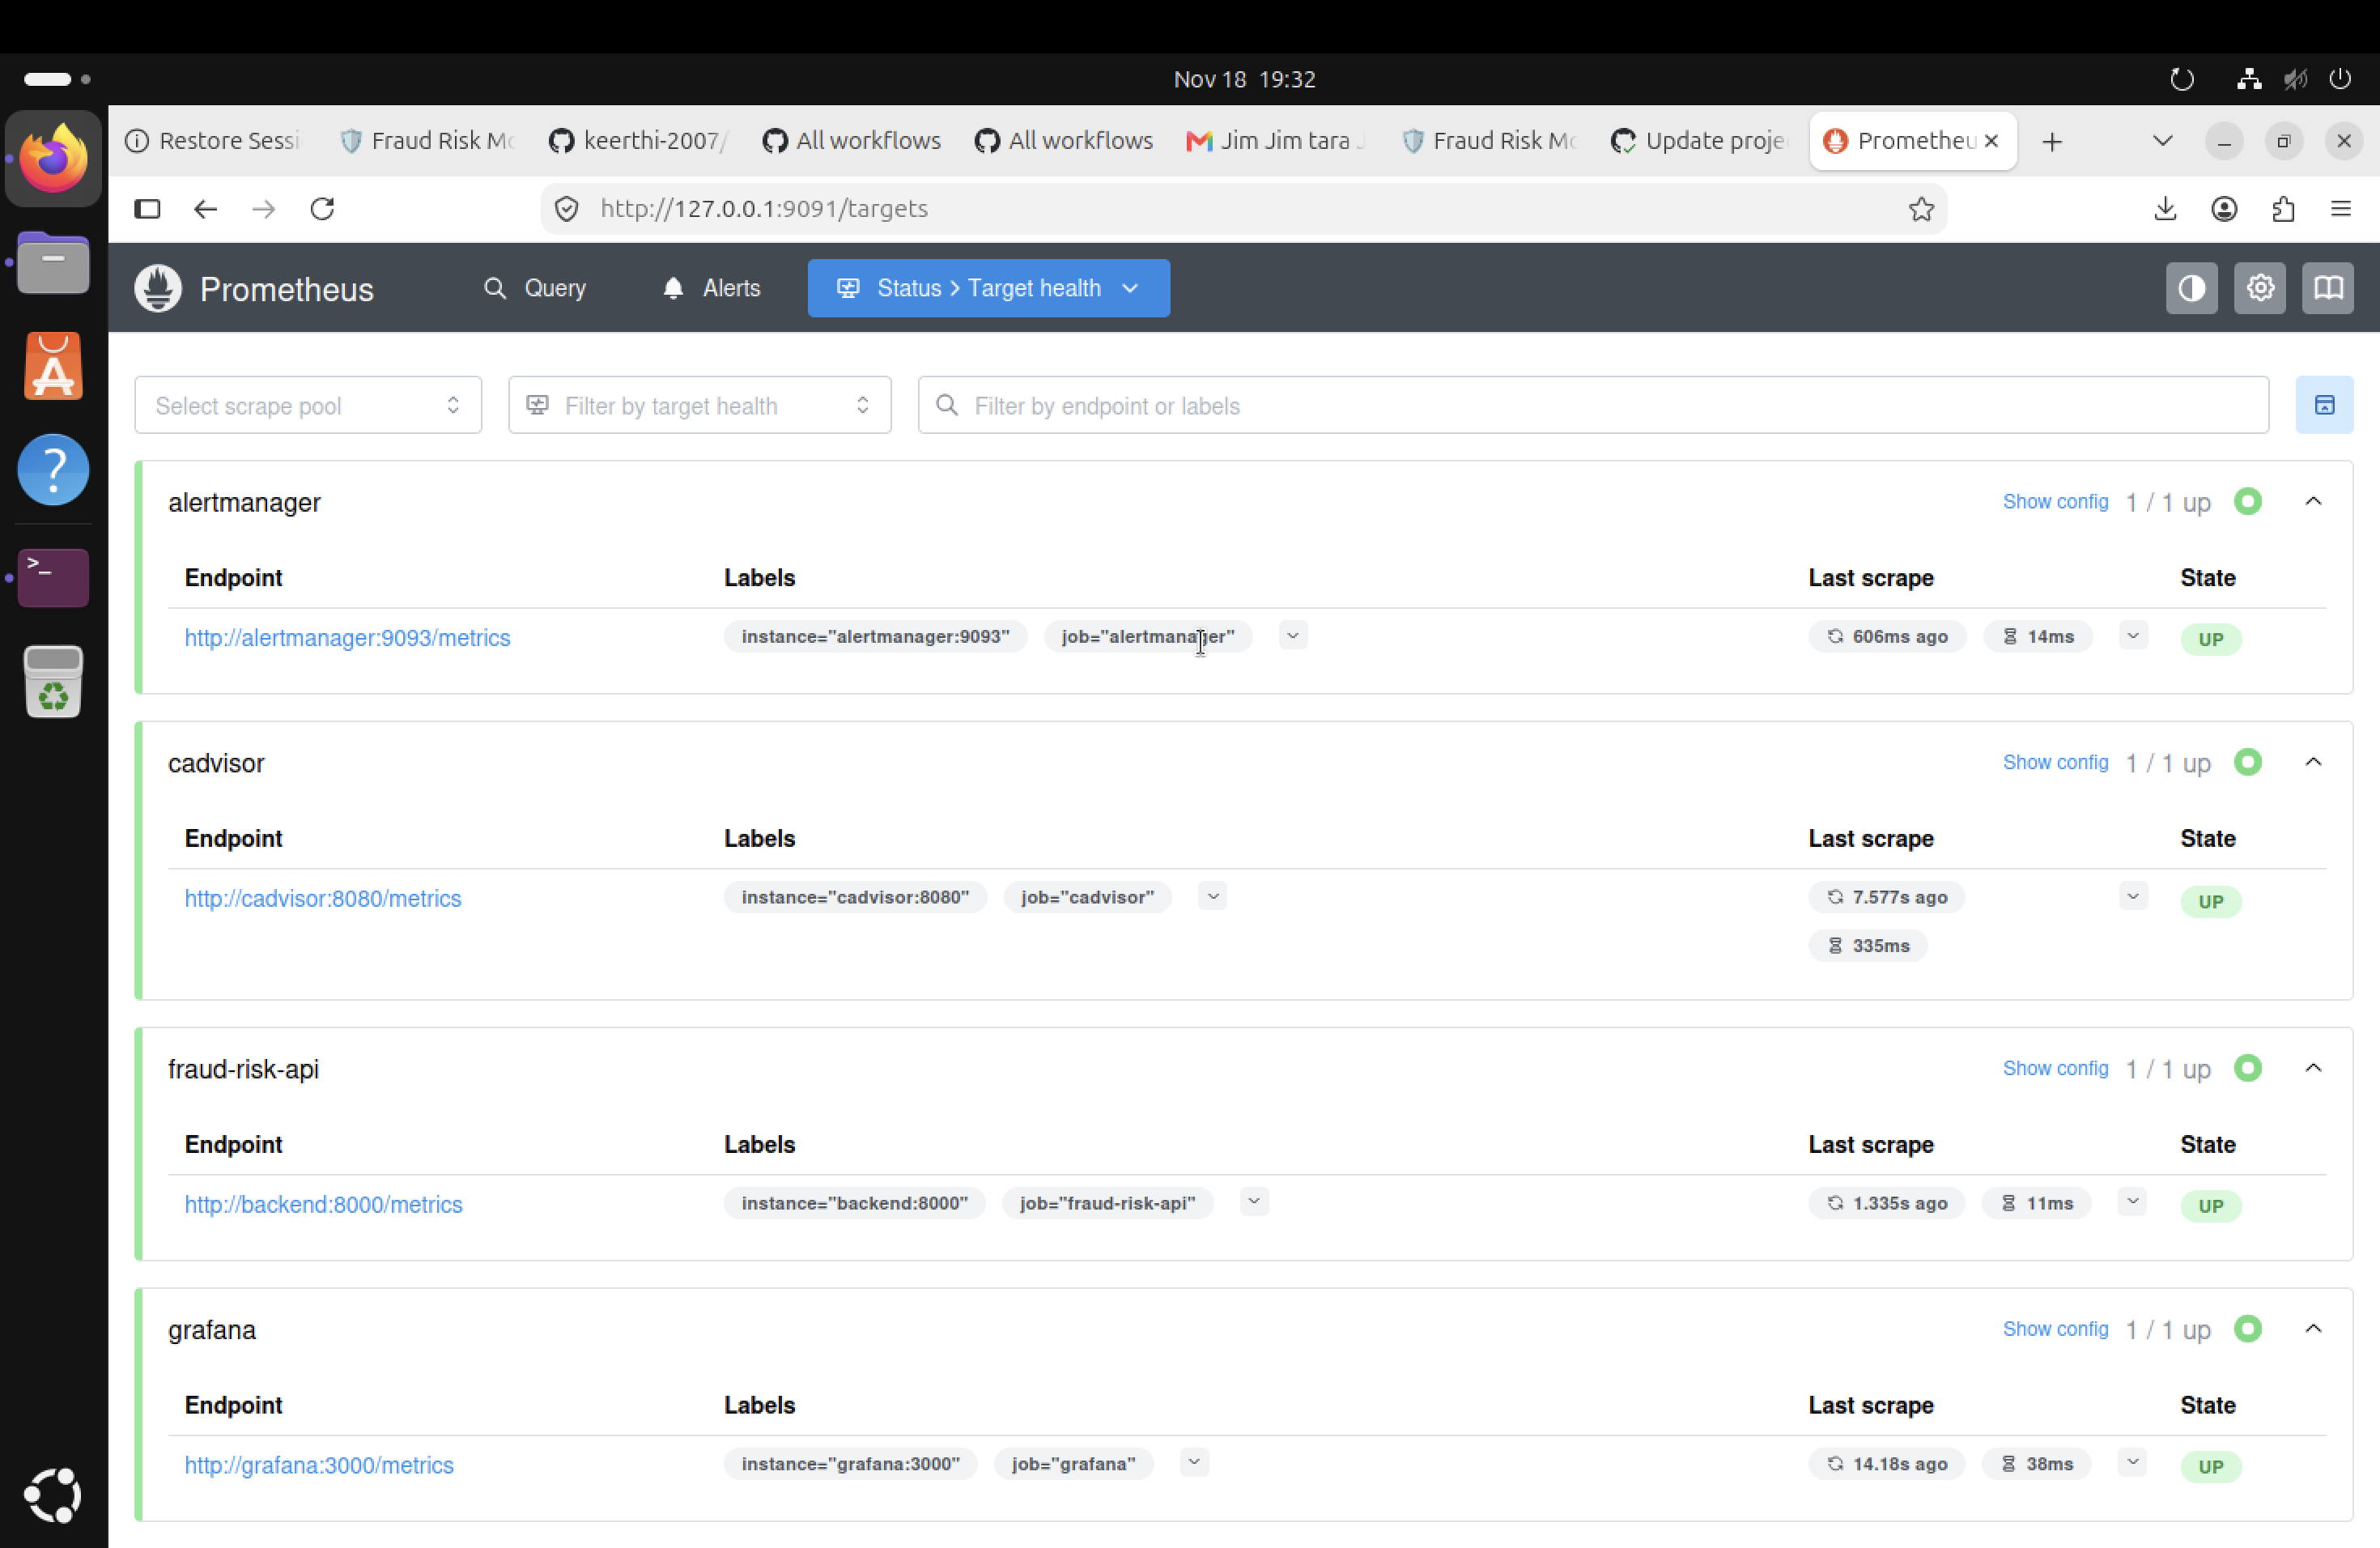 Nov 18 19:32
Restore Sessi Fraud Risk Mo keerthi-2007/ All workflows All workflows Jim Jim tara J Fraud Risk Mo Update proje Prometheu
http://127.0.0.1:9091/targets
Prometheus Query Alerts Status > Target health
Select scrape pool Filter by target health Filter by endpoint or labels
alertmanager Show config 1 / 1 up
Endpoint Labels Last scrape State
http://alertmanager:9093/metrics instance="alertmanager:9093" job="alertmanager" 606ms ago 14ms UP
cadvisor Show config 1 / 1 up
Endpoint Labels Last scrape State
http://cadvisor:8080/metrics instance="cadvisor:8080" job="cadvisor" 7.577s ago UP
335ms
fraud-risk-api Show config 1 / 1 up
Endpoint Labels Last scrape State
http://backend:8000/metrics instance="backend:8000" job="fraud-risk-api" 1.335s ago 11ms UP
grafana Show config 1 / 1 up
Endpoint Labels Last scrape State
http://grafana:3000/metrics instance="grafana:3000" job="grafana" 14.18s ago 38ms UP